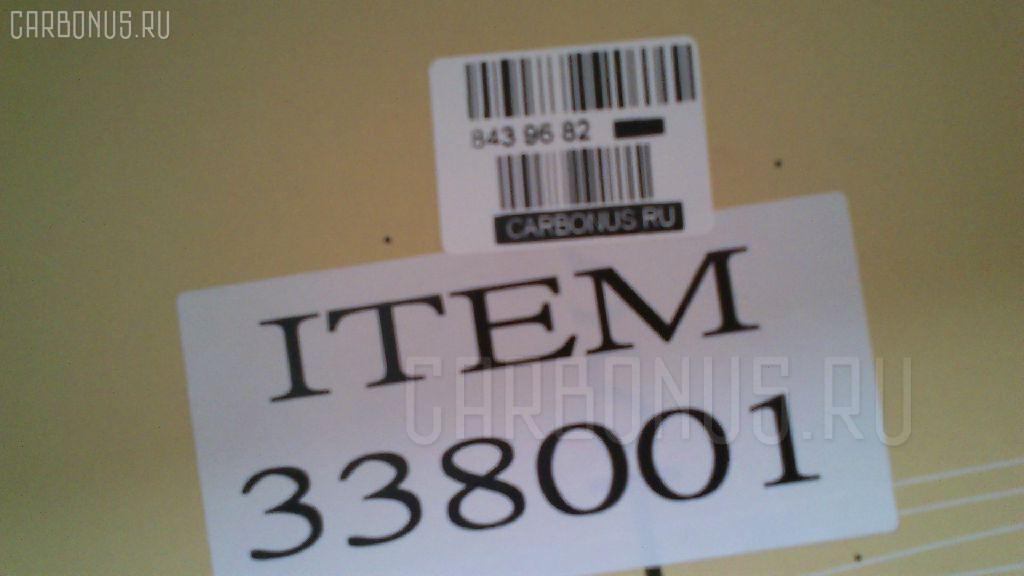 CARBONUS.RU
843 96 82
CARBONUS RU
ITEM
CARBONUS.RU
338001